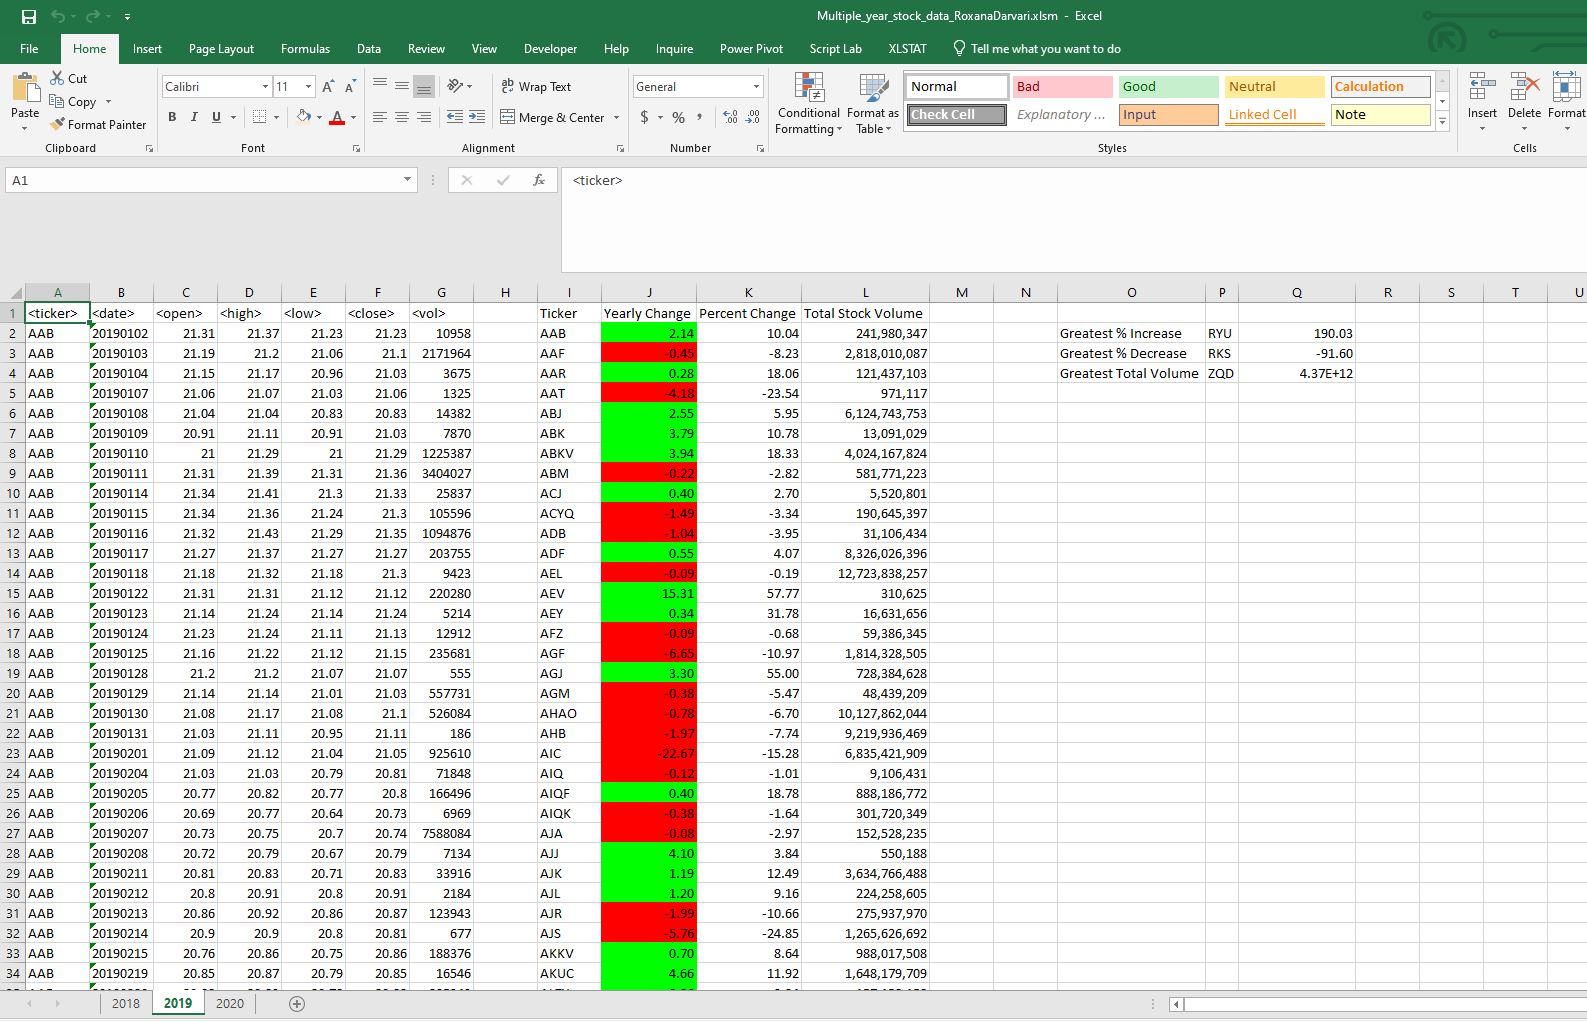 Multiple_year_stock_data_RoxanaDarvari.xlsm - Excel
File Home Insert Page Layout Formulas Data Review View Developer Help Inquire Power Pivot Script Lab XLSTAT Tell me what you want to do
Cut
Copy
Format Painter
Paste
Calibri 11
B I U
Wrap Text
Merge & Center
General
$ % ,
Conditional Formatting
Format as Table
Normal Bad Good Neutral Calculation
Check Cell Explanatory ... Input Linked Cell Note
Insert Delete Format
Clipboard Font Alignment Number Styles Cells
A1 fx <ticker>
A B C D E F G H I J K L M N O P Q R S T U
1 <ticker> <date> <open> <high> <low> <close> <vol> Ticker Yearly Change Percent Change Total Stock Volume
2 AAB 20190102 21.31 21.37 21.23 21.23 10958 AAB 2.14 10.04 241,980,347 Greatest % Increase RYU 190.03
3 AAB 20190103 21.19 21.2 21.06 21.1 2171964 AAF -0.45 -8.23 2,818,010,087 Greatest % Decrease RKS -91.60
4 AAB 20190104 21.15 21.17 20.96 21.03 3675 AAR 0.28 18.06 121,437,103 Greatest Total Volume ZQD 4.37E+12
5 AAB 20190107 21.06 21.07 21.03 21.06 1325 AAT -4.18 -23.54 971,117
6 AAB 20190108 21.04 21.04 20.83 20.83 14382 ABJ 2.55 5.95 6,124,743,753
7 AAB 20190109 20.91 21.11 20.91 21.03 7870 ABK 3.79 10.78 13,091,029
8 AAB 20190110 21 21.29 21 21.29 1225387 ABKV 3.94 18.33 4,024,167,824
9 AAB 20190111 21.31 21.39 21.31 21.36 3404027 ABM -0.22 -2.82 581,771,223
10 AAB 20190114 21.34 21.41 21.3 21.33 25837 ACJ 0.40 2.70 5,520,801
11 AAB 20190115 21.34 21.36 21.24 21.3 105596 ACYQ -1.49 -3.34 190,645,397
12 AAB 20190116 21.32 21.43 21.29 21.35 1094876 ADB -1.04 -3.95 31,106,434
13 AAB 20190117 21.27 21.37 21.27 21.27 203755 ADF 0.55 4.07 8,326,026,396
14 AAB 20190118 21.18 21.32 21.18 21.3 9423 AEL -0.09 -0.19 12,723,838,257
15 AAB 20190122 21.31 21.31 21.12 21.12 220280 AEV 15.31 57.77 310,625
16 AAB 20190123 21.14 21.24 21.14 21.24 5214 AEY 0.34 31.78 16,631,656
17 AAB 20190124 21.23 21.24 21.11 21.13 12912 AFZ -0.09 -0.68 59,386,345
18 AAB 20190125 21.16 21.22 21.12 21.15 235681 AGF -6.65 -10.97 1,814,328,505
19 AAB 20190128 21.2 21.2 21.07 21.07 555 AGJ 3.30 55.00 728,384,628
20 AAB 20190129 21.14 21.14 21.01 21.03 557731 AGM -0.38 -5.47 48,439,209
21 AAB 20190130 21.08 21.17 21.08 21.1 526084 AHAO -0.78 -6.70 10,127,862,044
22 AAB 20190131 21.03 21.11 20.95 21.11 186 AHB -1.97 -7.74 9,219,936,469
23 AAB 20190201 21.09 21.12 21.04 21.05 925610 AIC -22.67 -15.28 6,835,421,909
24 AAB 20190204 21.03 21.03 20.79 20.81 71848 AIQ -0.12 -1.01 9,106,431
25 AAB 20190205 20.77 20.82 20.77 20.8 166496 AIQF 0.40 18.78 888,186,772
26 AAB 20190206 20.69 20.77 20.64 20.73 6969 AIQK -0.38 -1.64 301,720,349
27 AAB 20190207 20.73 20.75 20.7 20.74 7588084 AJA -0.08 -2.97 152,528,235
28 AAB 20190208 20.72 20.79 20.67 20.79 7134 AJJ 4.10 3.84 550,188
29 AAB 20190211 20.81 20.83 20.71 20.83 33916 AJK 1.19 12.49 3,634,766,488
30 AAB 20190212 20.8 20.91 20.8 20.91 2184 AJL 1.20 9.16 224,258,605
31 AAB 20190213 20.86 20.92 20.86 20.87 123943 AJR -1.99 -10.66 275,937,970
32 AAB 20190214 20.9 20.9 20.8 20.81 677 AJS -5.76 -24.85 1,265,626,692
33 AAB 20190215 20.76 20.86 20.75 20.86 188376 AKKV 0.70 8.64 988,017,508
34 AAB 20190219 20.85 20.87 20.79 20.85 16546 AKUC 4.66 11.92 1,648,179,709
2018 2019 2020